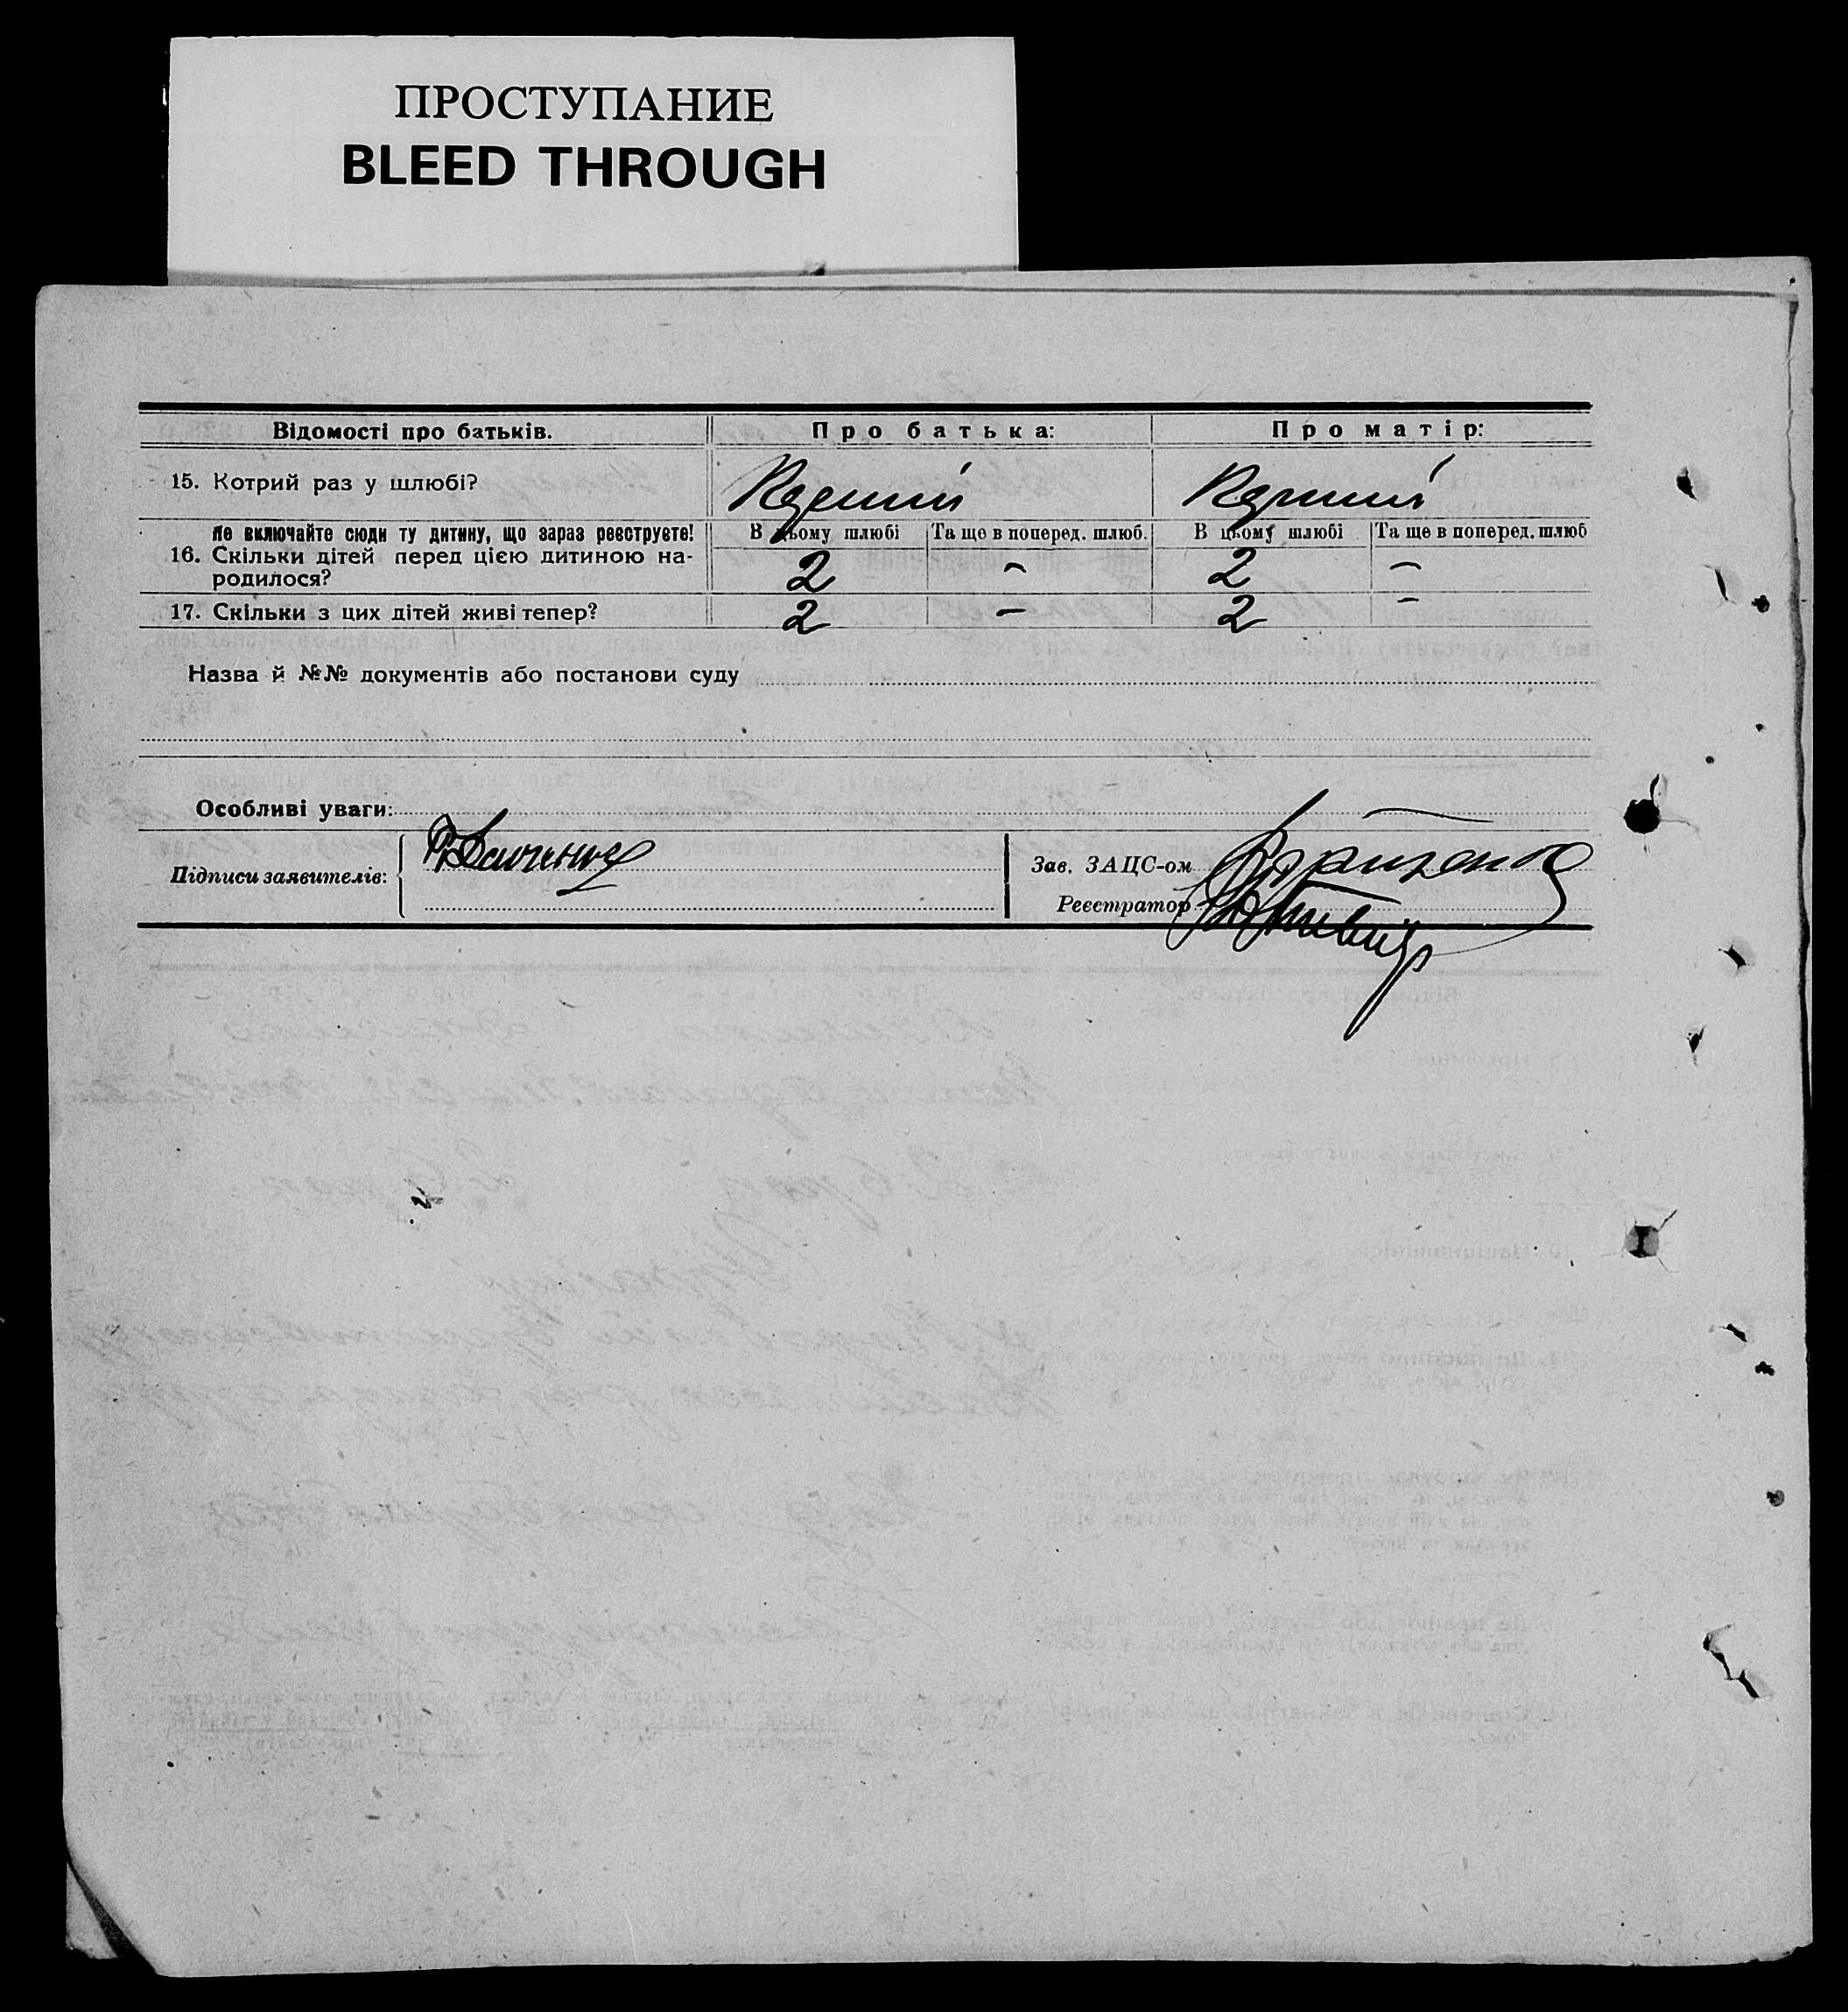 ПРОСТУПАНИЕ
BLEED THROUGH
Відомості про батьків. Про батька: Про матір:
15. Котрий раз у шлюбі?
Не включайте сюди ту дитину, що зараз реєструєте! В цьому шлюбі Та ще в поперед. шлюб. В цьому шлюбі Та ще в поперед. шлюб
16. Скільки дітей перед цією дитиною на- 2 – 2 –
родилося?
17. Скільки з цих дітей живі тепер? 2 – 2 –
Назва й №№ документів або постанови суду
Особливі уваги:
Підписи заявителів: Зав. ЗАЦС-ом
Реєстратор